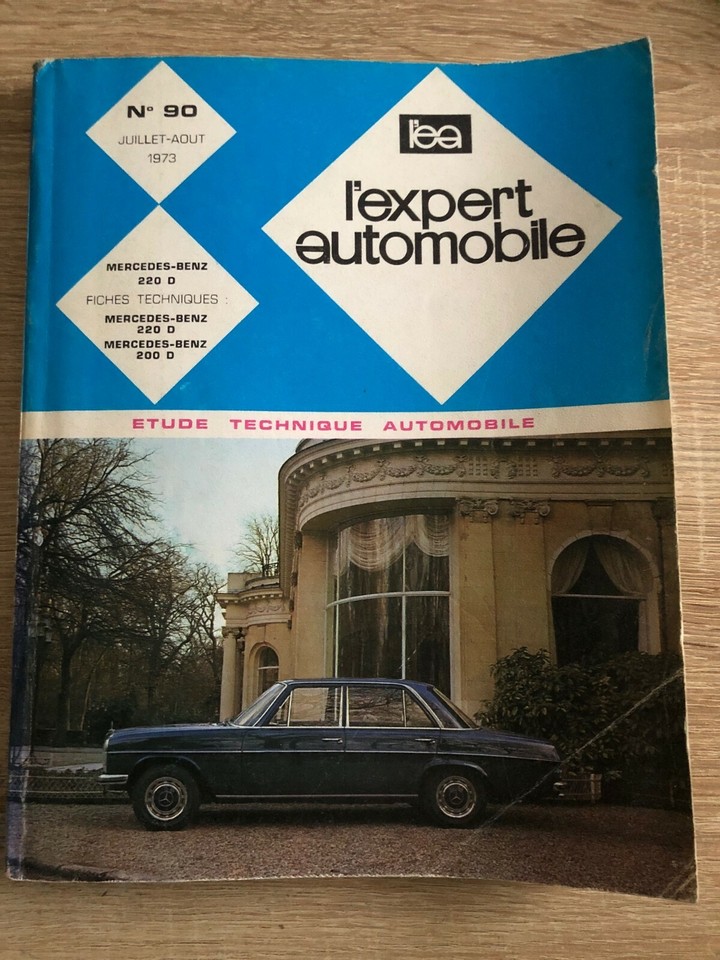 N° 90
JUILLET-AOUT
1973
l'ea
l'expert
automobile
MERCEDES-BENZ
220 D
FICHES TECHNIQUES :
MERCEDES-BENZ
220 D
MERCEDES-BENZ
200 D
ETUDE TECHNIQUE AUTOMOBILE